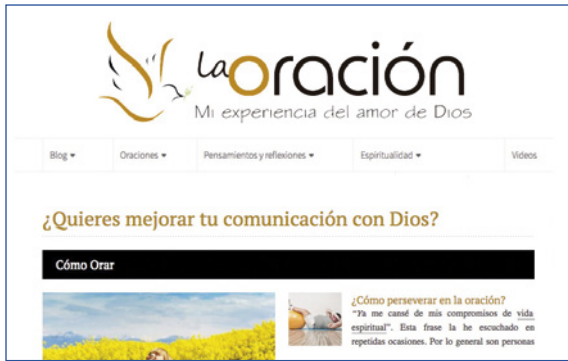 la oración
Mi experiencia del amor de Dios
Blog
Oraciones
Pensamientos y reflexiones
Espiritualidad
Videos
¿Quieres mejorar tu comunicación con Dios?
Cómo Orar
¿Cómo perseverar en la oración?
"Ya me cansé de mis compromisos de vida
espiritual". Esta frase la he escuchado en
repetidas ocasiones. Por lo general son personas